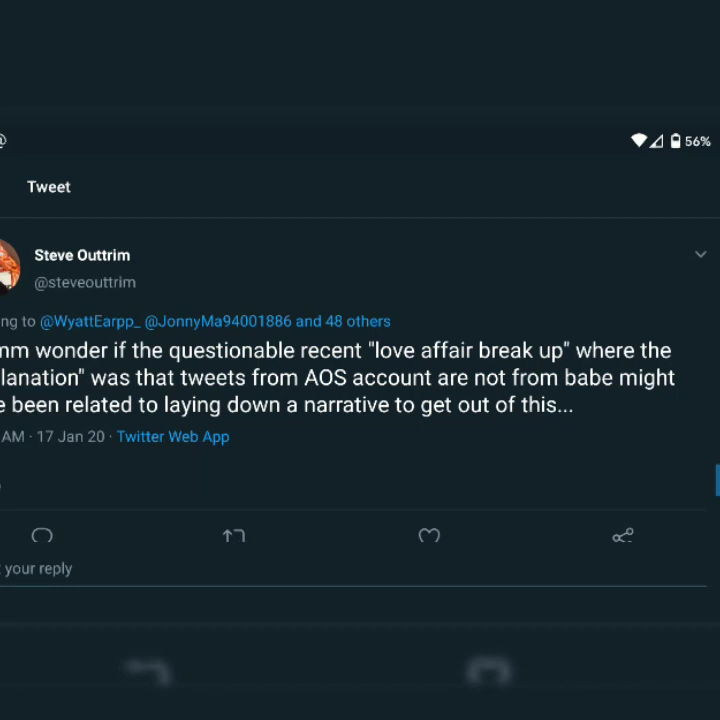 @
56%
Tweet
Steve Outtrim
@steveouttrim
ng to @WyattEarpp_ @JonnyMa94001886 and 48 others
mm wonder if the questionable recent "love affair break up" where the
lanation" was that tweets from AOS account are not from babe might
e been related to laying down a narrative to get out of this...
AM · 17 Jan 20 · Twitter Web App
your reply